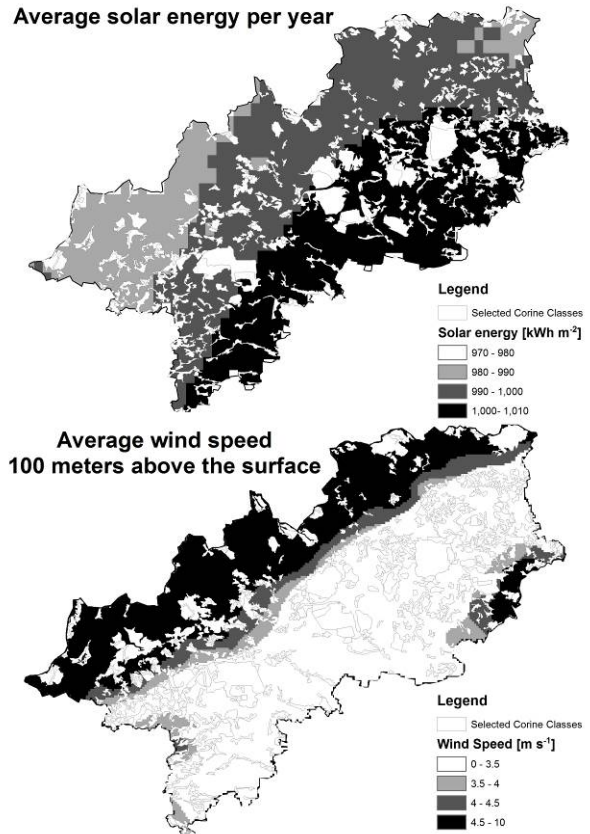 Average solar energy per year
Legend
Selected Corine Classes
Solar energy [kWh m⁻²]
970 - 980
980 - 990
990 - 1,000
1,000- 1,010
Average wind speed
100 meters above the surface
Legend
Selected Corine Classes
Wind Speed [m s⁻¹]
0 - 3.5
3.5 - 4
4 - 4.5
4.5 - 10